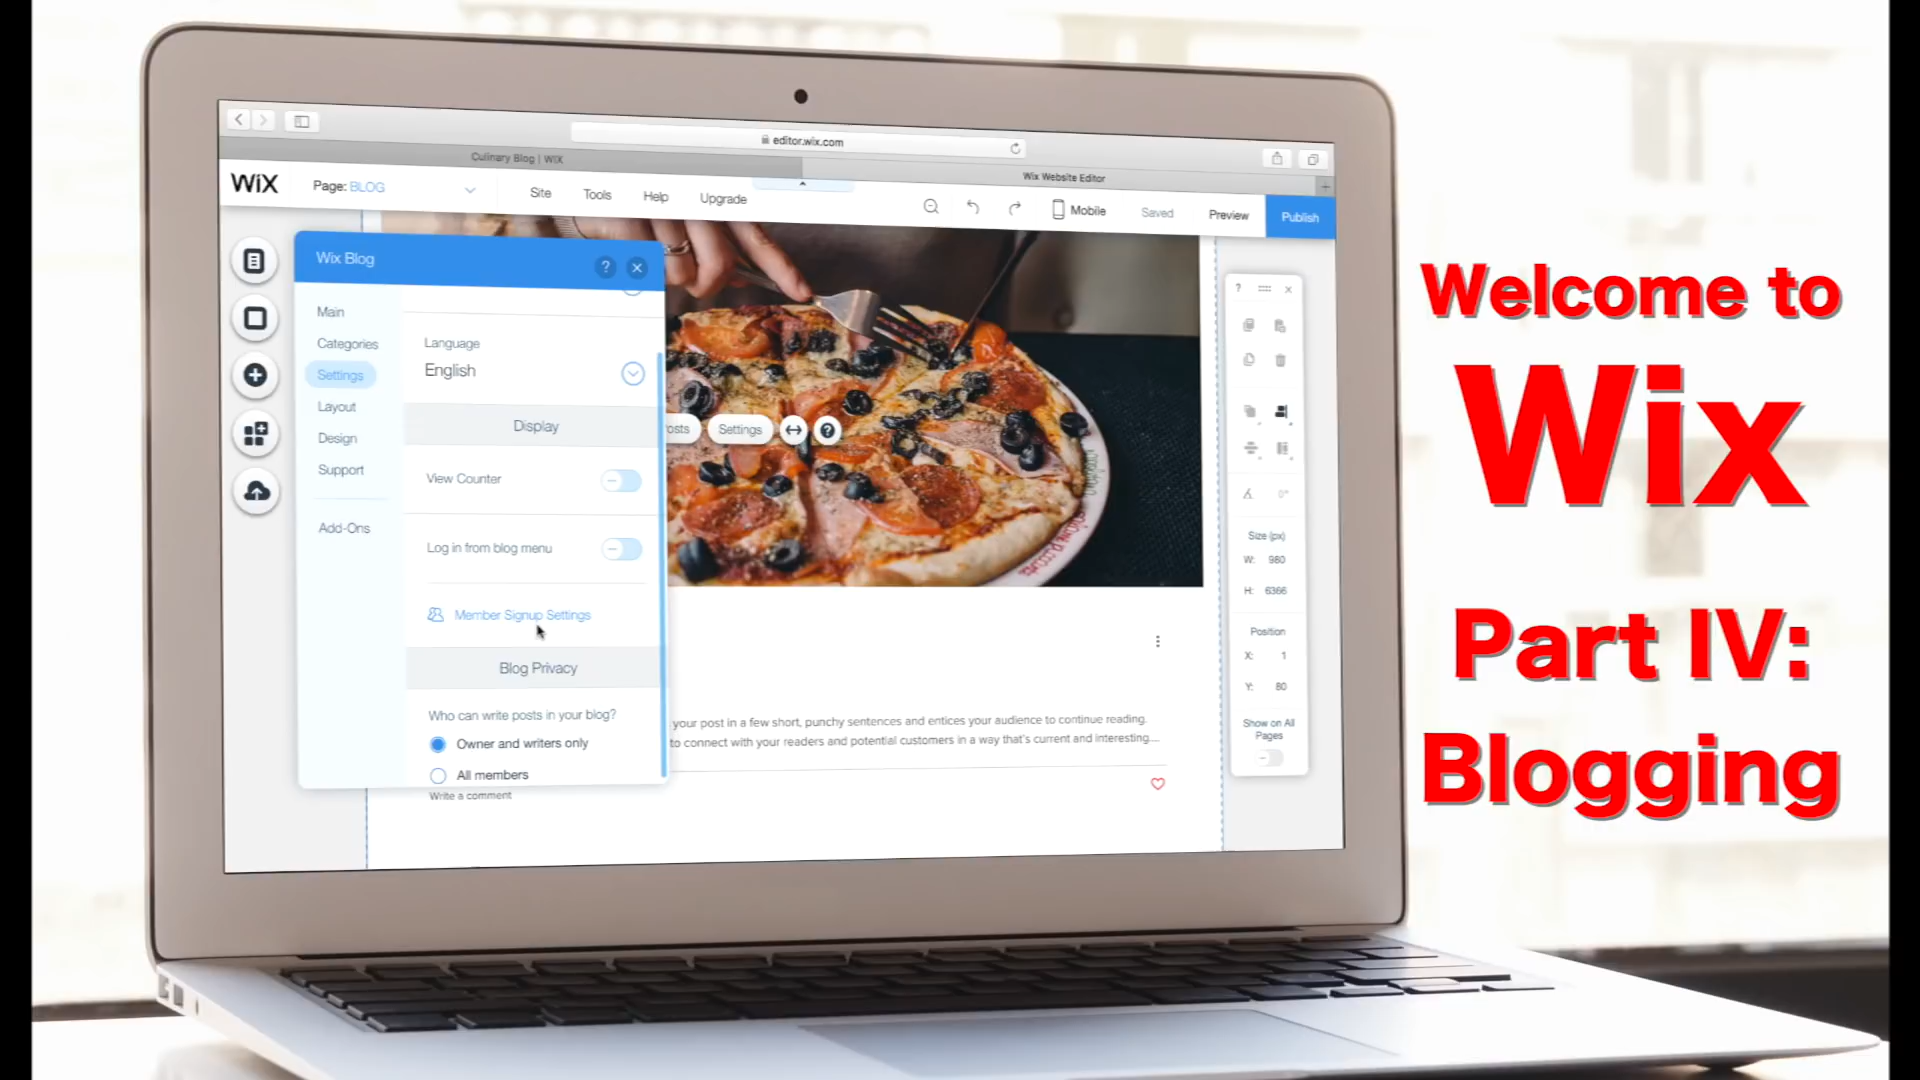 editor.wix.com
Culinary Blog | WIX
Wix Website Editor
WiX
Page: BLOG
Site
Tools
Help
Upgrade
Mobile
Saved
Preview
Publish
Wix Blog
?
Main
Categories
Settings
Layout
Design
Support
Add-Ons
Language
English
Display
View Counter
Log in from blog menu
Member Signup Settings
Blog Privacy
Who can write posts in your blog?
Owner and writers only
All members
Settings
?
your post in a few short, punchy sentences and entices your audience to continue reading.
to connect with your readers and potential customers in a way that's current and interesting....
Write a comment
?
0°
Size (px)
W: 980
H: 6366
Position
X: 1
Y: 80
Show on All
Pages
Welcome to
Wix
Part IV:
Blogging